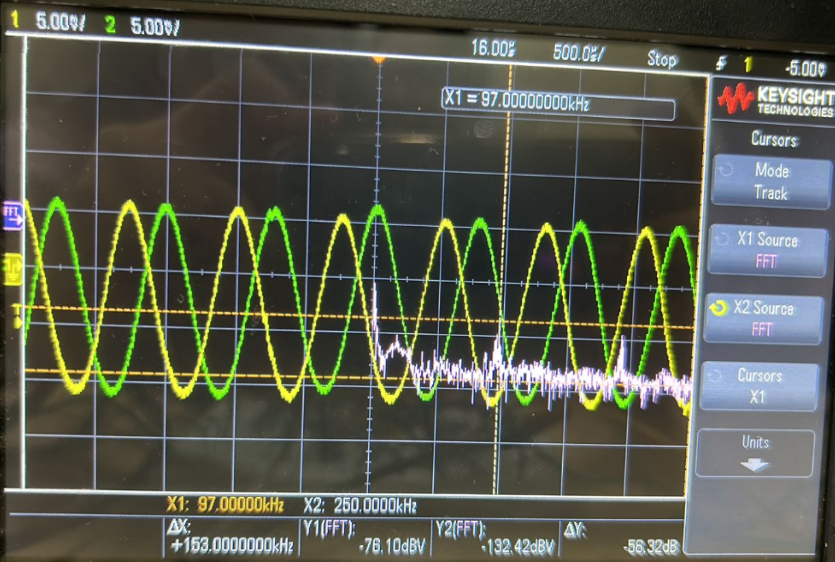 1 5.00V/ 2 5.00V/ 16.00s 500.0s/ Stop 1 -5.00V
X1 = 97.00000000kHz
KEYSIGHT
TECHNOLOGIES
Cursors
Mode
Track
FFT
X1 Source
FFT
X2 Source
FFT
T
Cursors
X1
Units
X1: 97.00000kHz X2: 250.0000kHz
ΔX:
+153.0000000kHz
Y1(FFT):
-76.10dBV
Y2(FFT):
-132.42dBV
ΔY:
-56.32dB